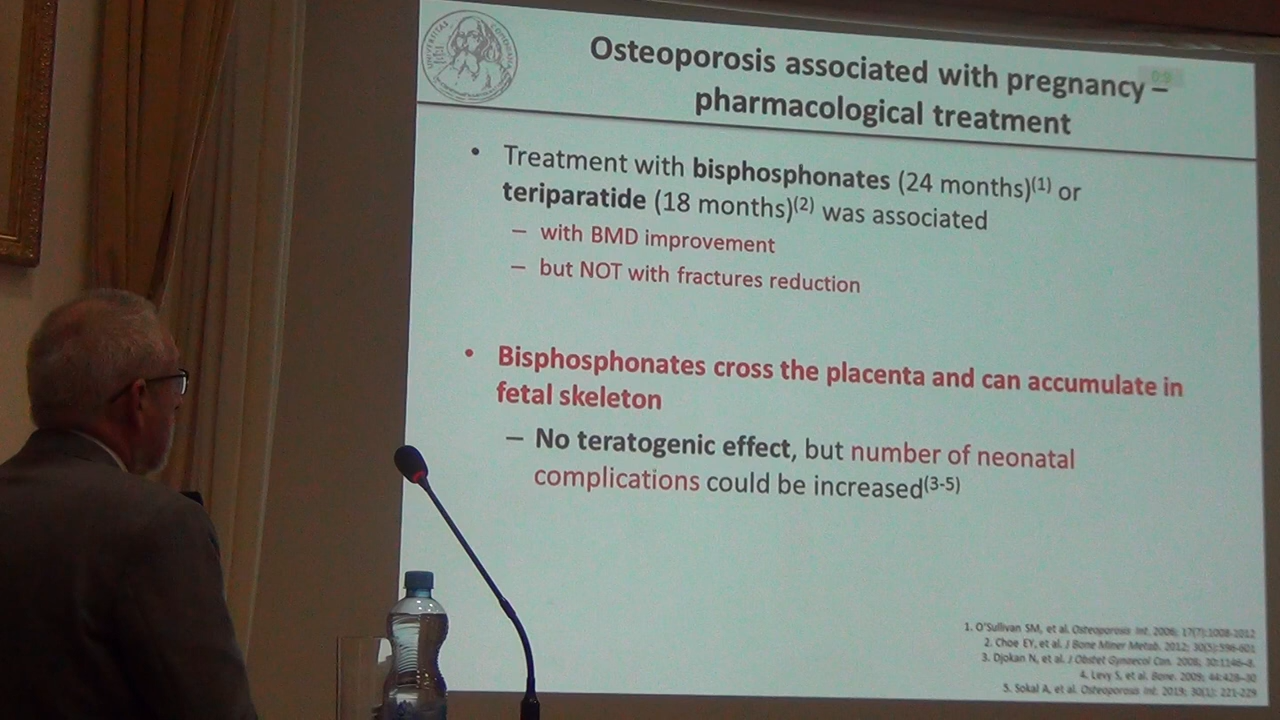 Osteoporosis associated with pregnancy –
pharmacological treatment
• Treatment with bisphosphonates (24 months)(1) or
teriparatide (18 months)(2) was associated
– with BMD improvement
– but NOT with fractures reduction
• Bisphosphonates cross the placenta and can accumulate in
fetal skeleton
– No teratogenic effect, but number of neonatal
complications could be increased(3-5)
1. O'Sullivan SM, et al. Osteoporosis Int. 2006; 17(7):1008-1012
2. Choe EY, et al. J Bone Miner Metab. 2012; 30(5):596-601
3. Djokan N, et al. J Obstet Gynaecol Can. 2008; 30:1146-8.
4. Levy S, et al. Bone. 2009; 44:428-30
5. Sokal A, et al. Osteoporosis Int. 2019; 30(1): 221-229